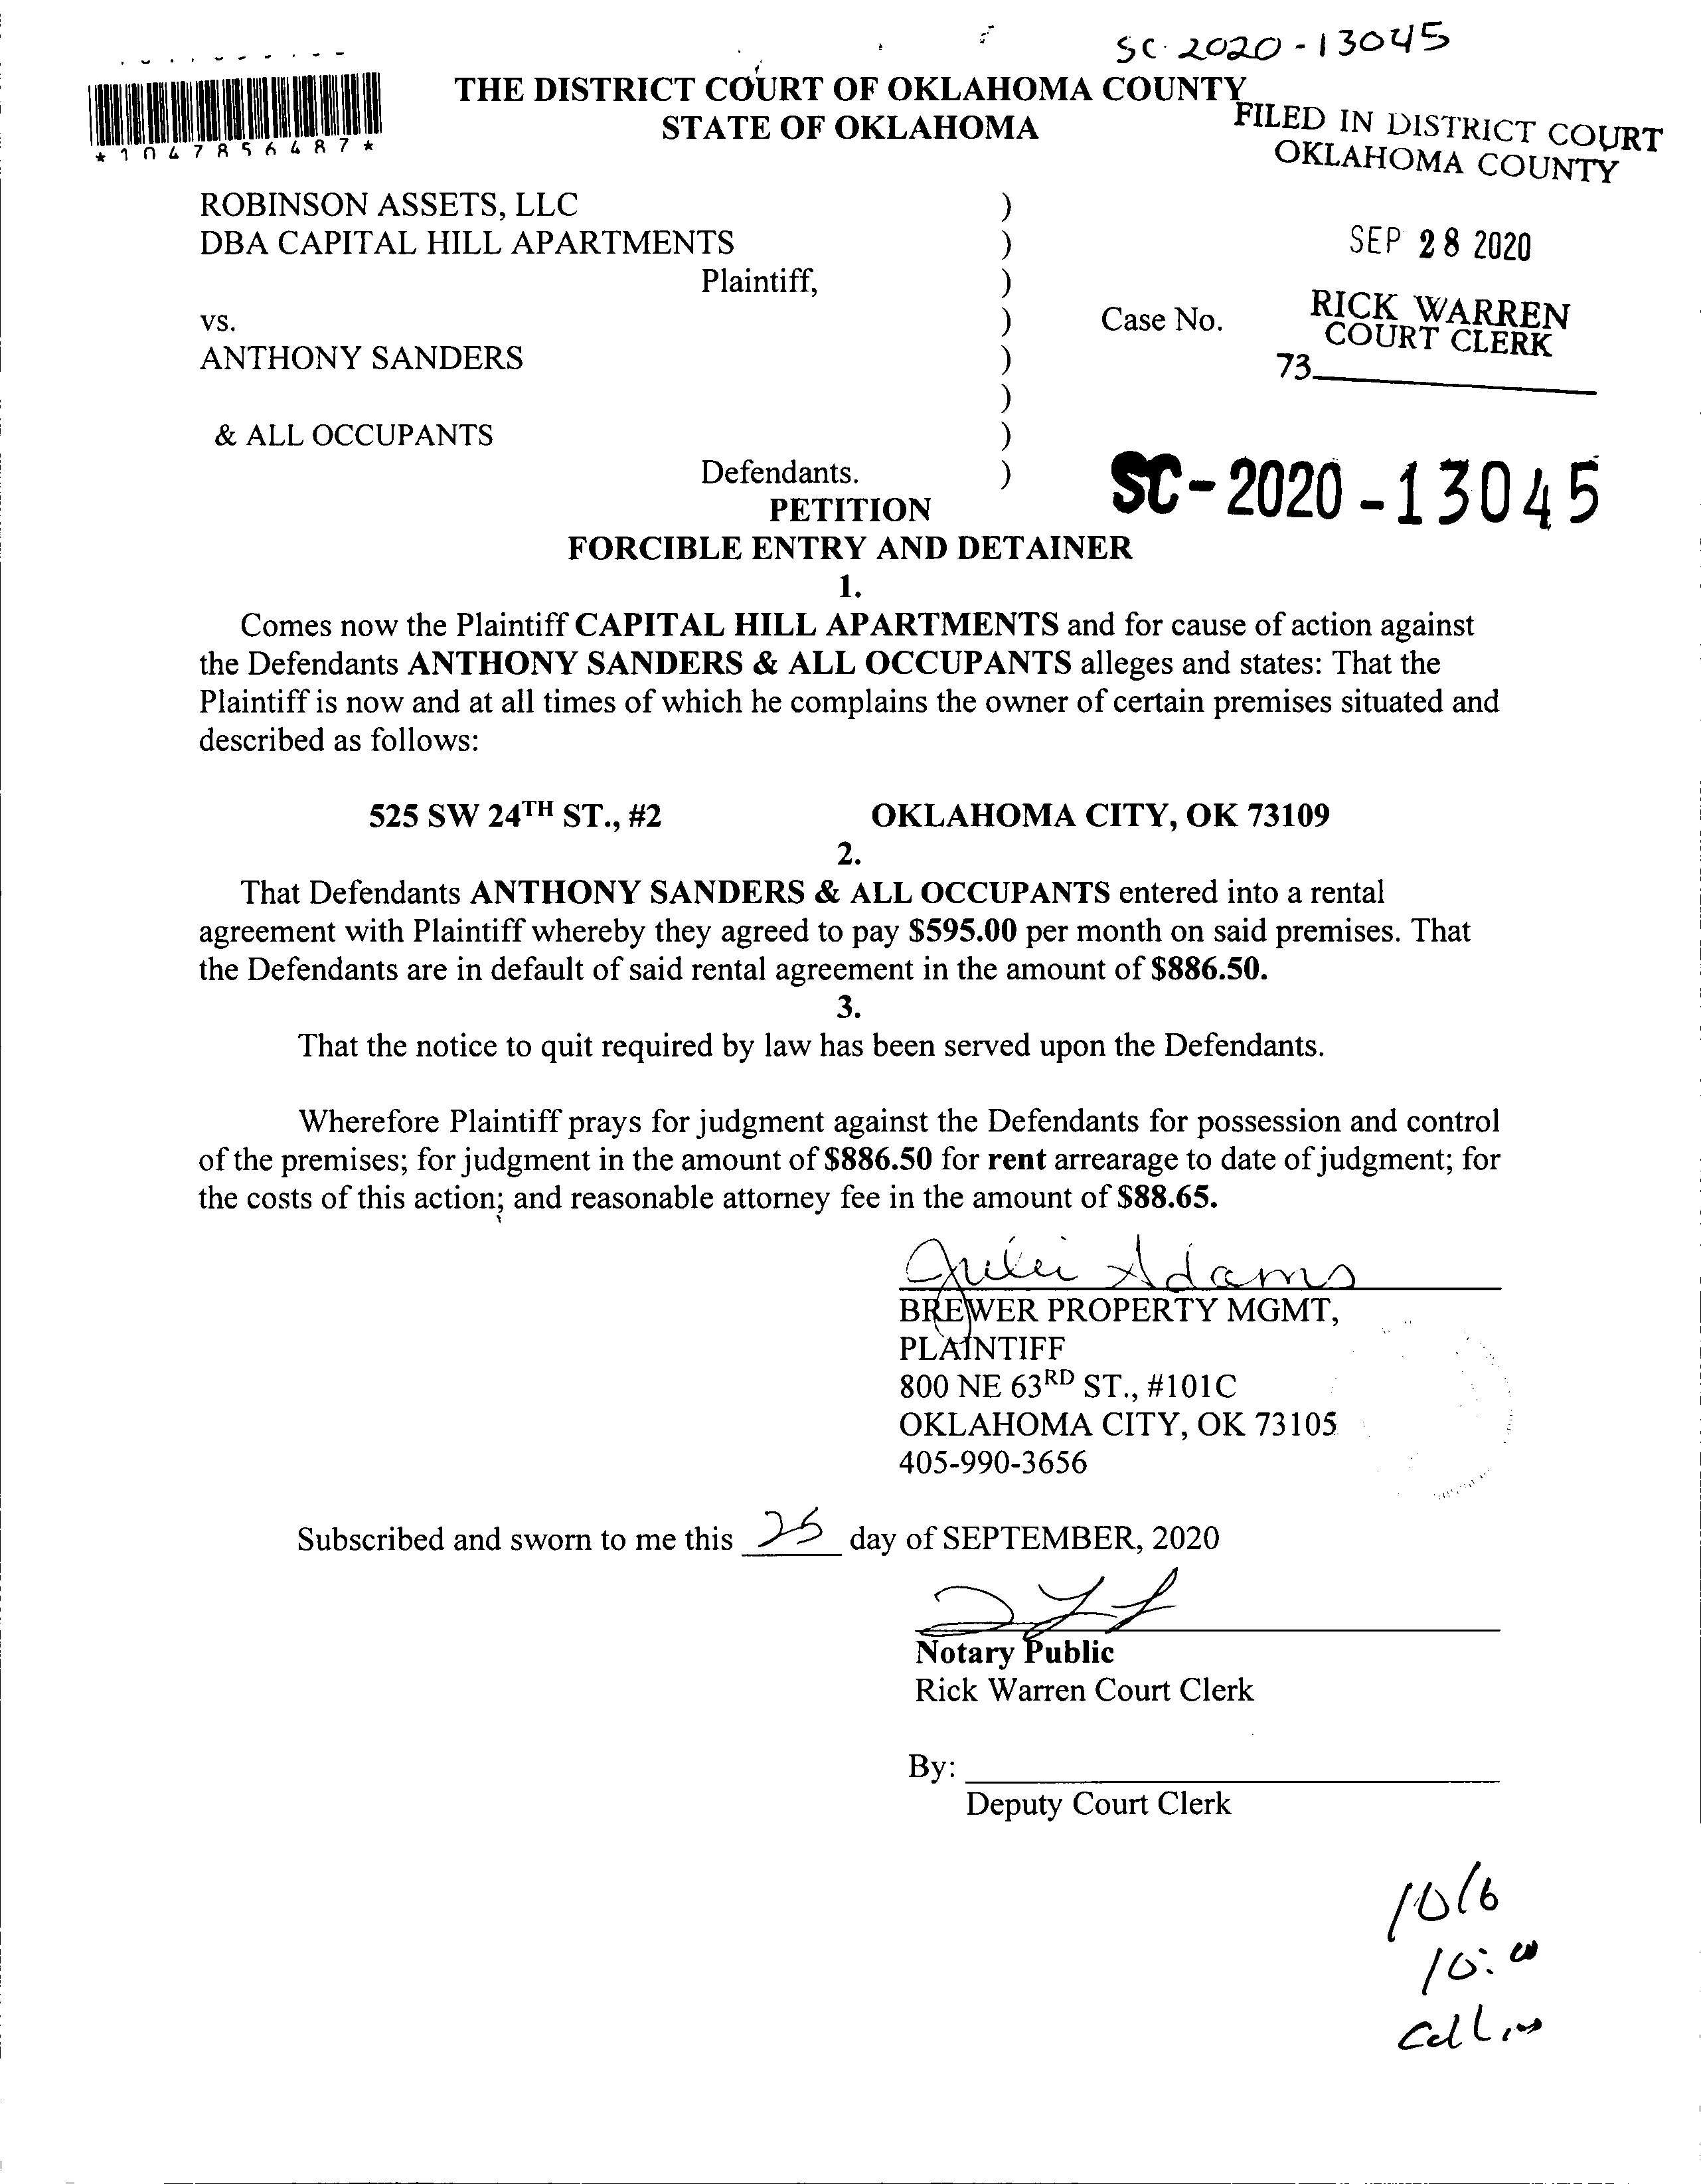 SC-2020-13045
*1047856487*
THE DISTRICT COURT OF OKLAHOMA COUNTY
STATE OF OKLAHOMA
FILED IN DISTRICT COURT
OKLAHOMA COUNTY
ROBINSON ASSETS, LLC )
DBA CAPITAL HILL APARTMENTS )
SEP 28 2020
Plaintiff, )
vs. ) Case No.
RICK WARREN
COURT CLERK
ANTHONY SANDERS )
73
)
& ALL OCCUPANTS )
Defendants. )
SC-2020-13045
PETITION
FORCIBLE ENTRY AND DETAINER
1.
Comes now the Plaintiff CAPITAL HILL APARTMENTS and for cause of action against
the Defendants ANTHONY SANDERS & ALL OCCUPANTS alleges and states: That the
Plaintiff is now and at all times of which he complains the owner of certain premises situated and
described as follows:
525 SW 24TH ST., #2 OKLAHOMA CITY, OK 73109
2.
That Defendants ANTHONY SANDERS & ALL OCCUPANTS entered into a rental
agreement with Plaintiff whereby they agreed to pay $595.00 per month on said premises. That
the Defendants are in default of said rental agreement in the amount of $886.50.
3.
That the notice to quit required by law has been served upon the Defendants.
Wherefore Plaintiff prays for judgment against the Defendants for possession and control
of the premises; for judgment in the amount of $886.50 for rent arrearage to date of judgment; for
the costs of this action; and reasonable attorney fee in the amount of $88.65.
Julei Adams
BREWER PROPERTY MGMT,
PLAINTIFF
800 NE 63RD ST., #101C
OKLAHOMA CITY, OK 73105
405-990-3656
Subscribed and sworn to me this 25 day of SEPTEMBER, 2020
Notary Public
Rick Warren Court Clerk
By:
Deputy Court Clerk
10/6
10:00